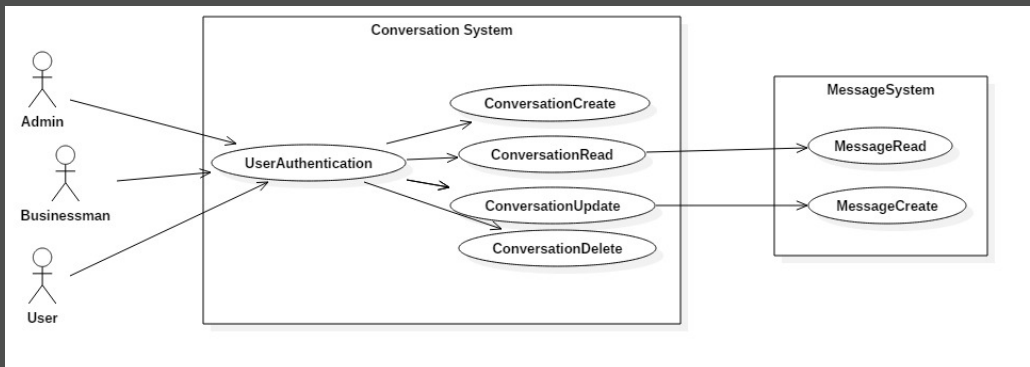 Conversation System
Admin
Businessman
User
UserAuthentication
ConversationCreate
ConversationRead
ConversationUpdate
ConversationDelete
MessageSystem
MessageRead
MessageCreate